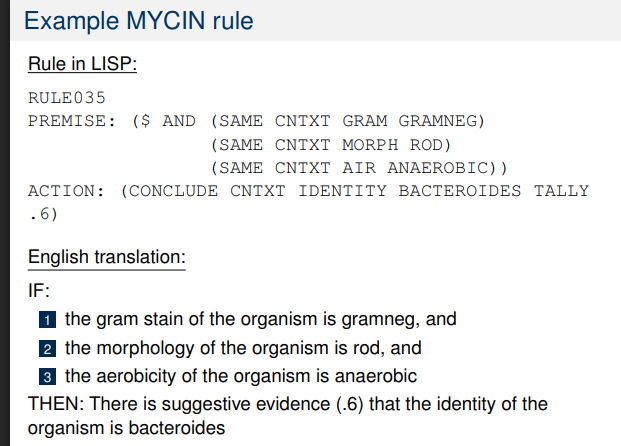 Example MYCIN rule
Rule in LISP:
RULE035
PREMISE: ($ AND (SAME CNTXT GRAM GRAMNEG)
(SAME CNTXT MORPH ROD)
(SAME CNTXT AIR ANAEROBIC))
ACTION: (CONCLUDE CNTXT IDENTITY BACTEROIDES TALLY
.6)
English translation:
IF:
1 the gram stain of the organism is gramneg, and
2 the morphology of the organism is rod, and
3 the aerobicity of the organism is anaerobic
THEN: There is suggestive evidence (.6) that the identity of the
organism is bacteroides